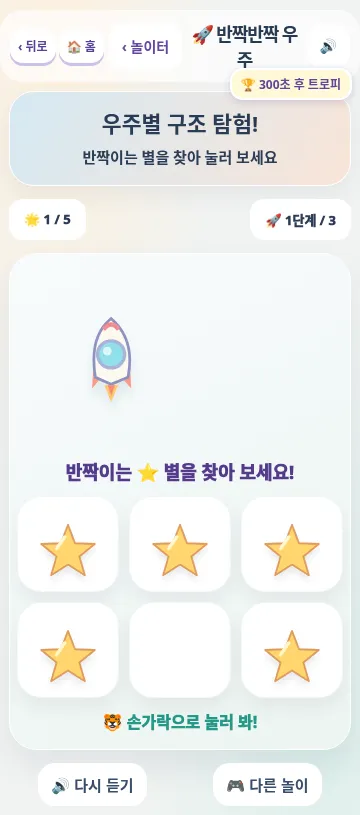 ‹ 뒤로
🏠 홈
‹ 놀이터
🚀 반짝반짝 우
주
🔊
🏆 300초 후 트로피
우주별 구조 탐험!
반짝이는 별을 찾아 눌러 보세요
🌟 1 / 5
🚀 1단계 / 3
반짝이는 ⭐ 별을 찾아 보세요!
🐯 손가락으로 눌러 봐!
🔊 다시 듣기
🎮 다른 놀이